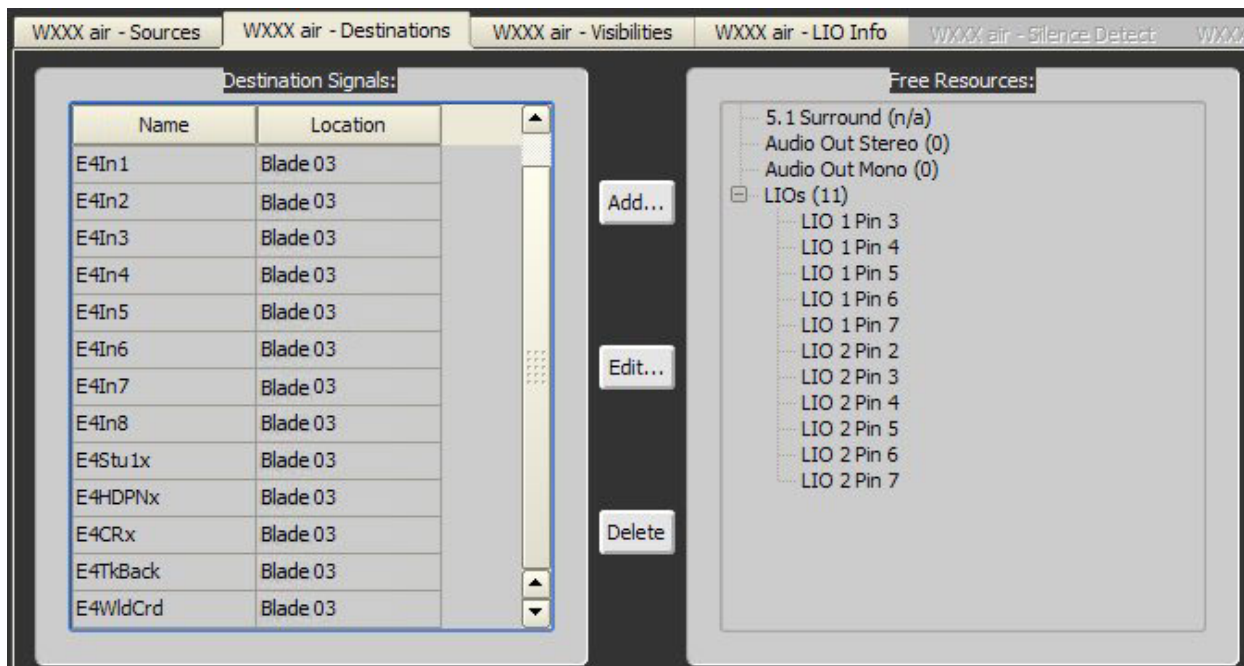 WXXX air - Sources WXXX air - Destinations WXXX air - Visibilities WXXX air - LIO Info WXXX air - Silence Detect WXXX
Destination Signals:
Name Location
E4In1 Blade 03
E4In2 Blade 03
E4In3 Blade 03
E4In4 Blade 03
E4In5 Blade 03
E4In6 Blade 03
E4In7 Blade 03
E4In8 Blade 03
E4Stu1x Blade 03
E4HDPNx Blade 03
E4CRx Blade 03
E4TkBack Blade 03
E4WldCrd Blade 03
Add...
Edit...
Delete
Free Resources:
5.1 Surround (n/a)
Audio Out Stereo (0)
Audio Out Mono (0)
LIOs (11)
LIO 1 Pin 3
LIO 1 Pin 4
LIO 1 Pin 5
LIO 1 Pin 6
LIO 1 Pin 7
LIO 2 Pin 2
LIO 2 Pin 3
LIO 2 Pin 4
LIO 2 Pin 5
LIO 2 Pin 6
LIO 2 Pin 7